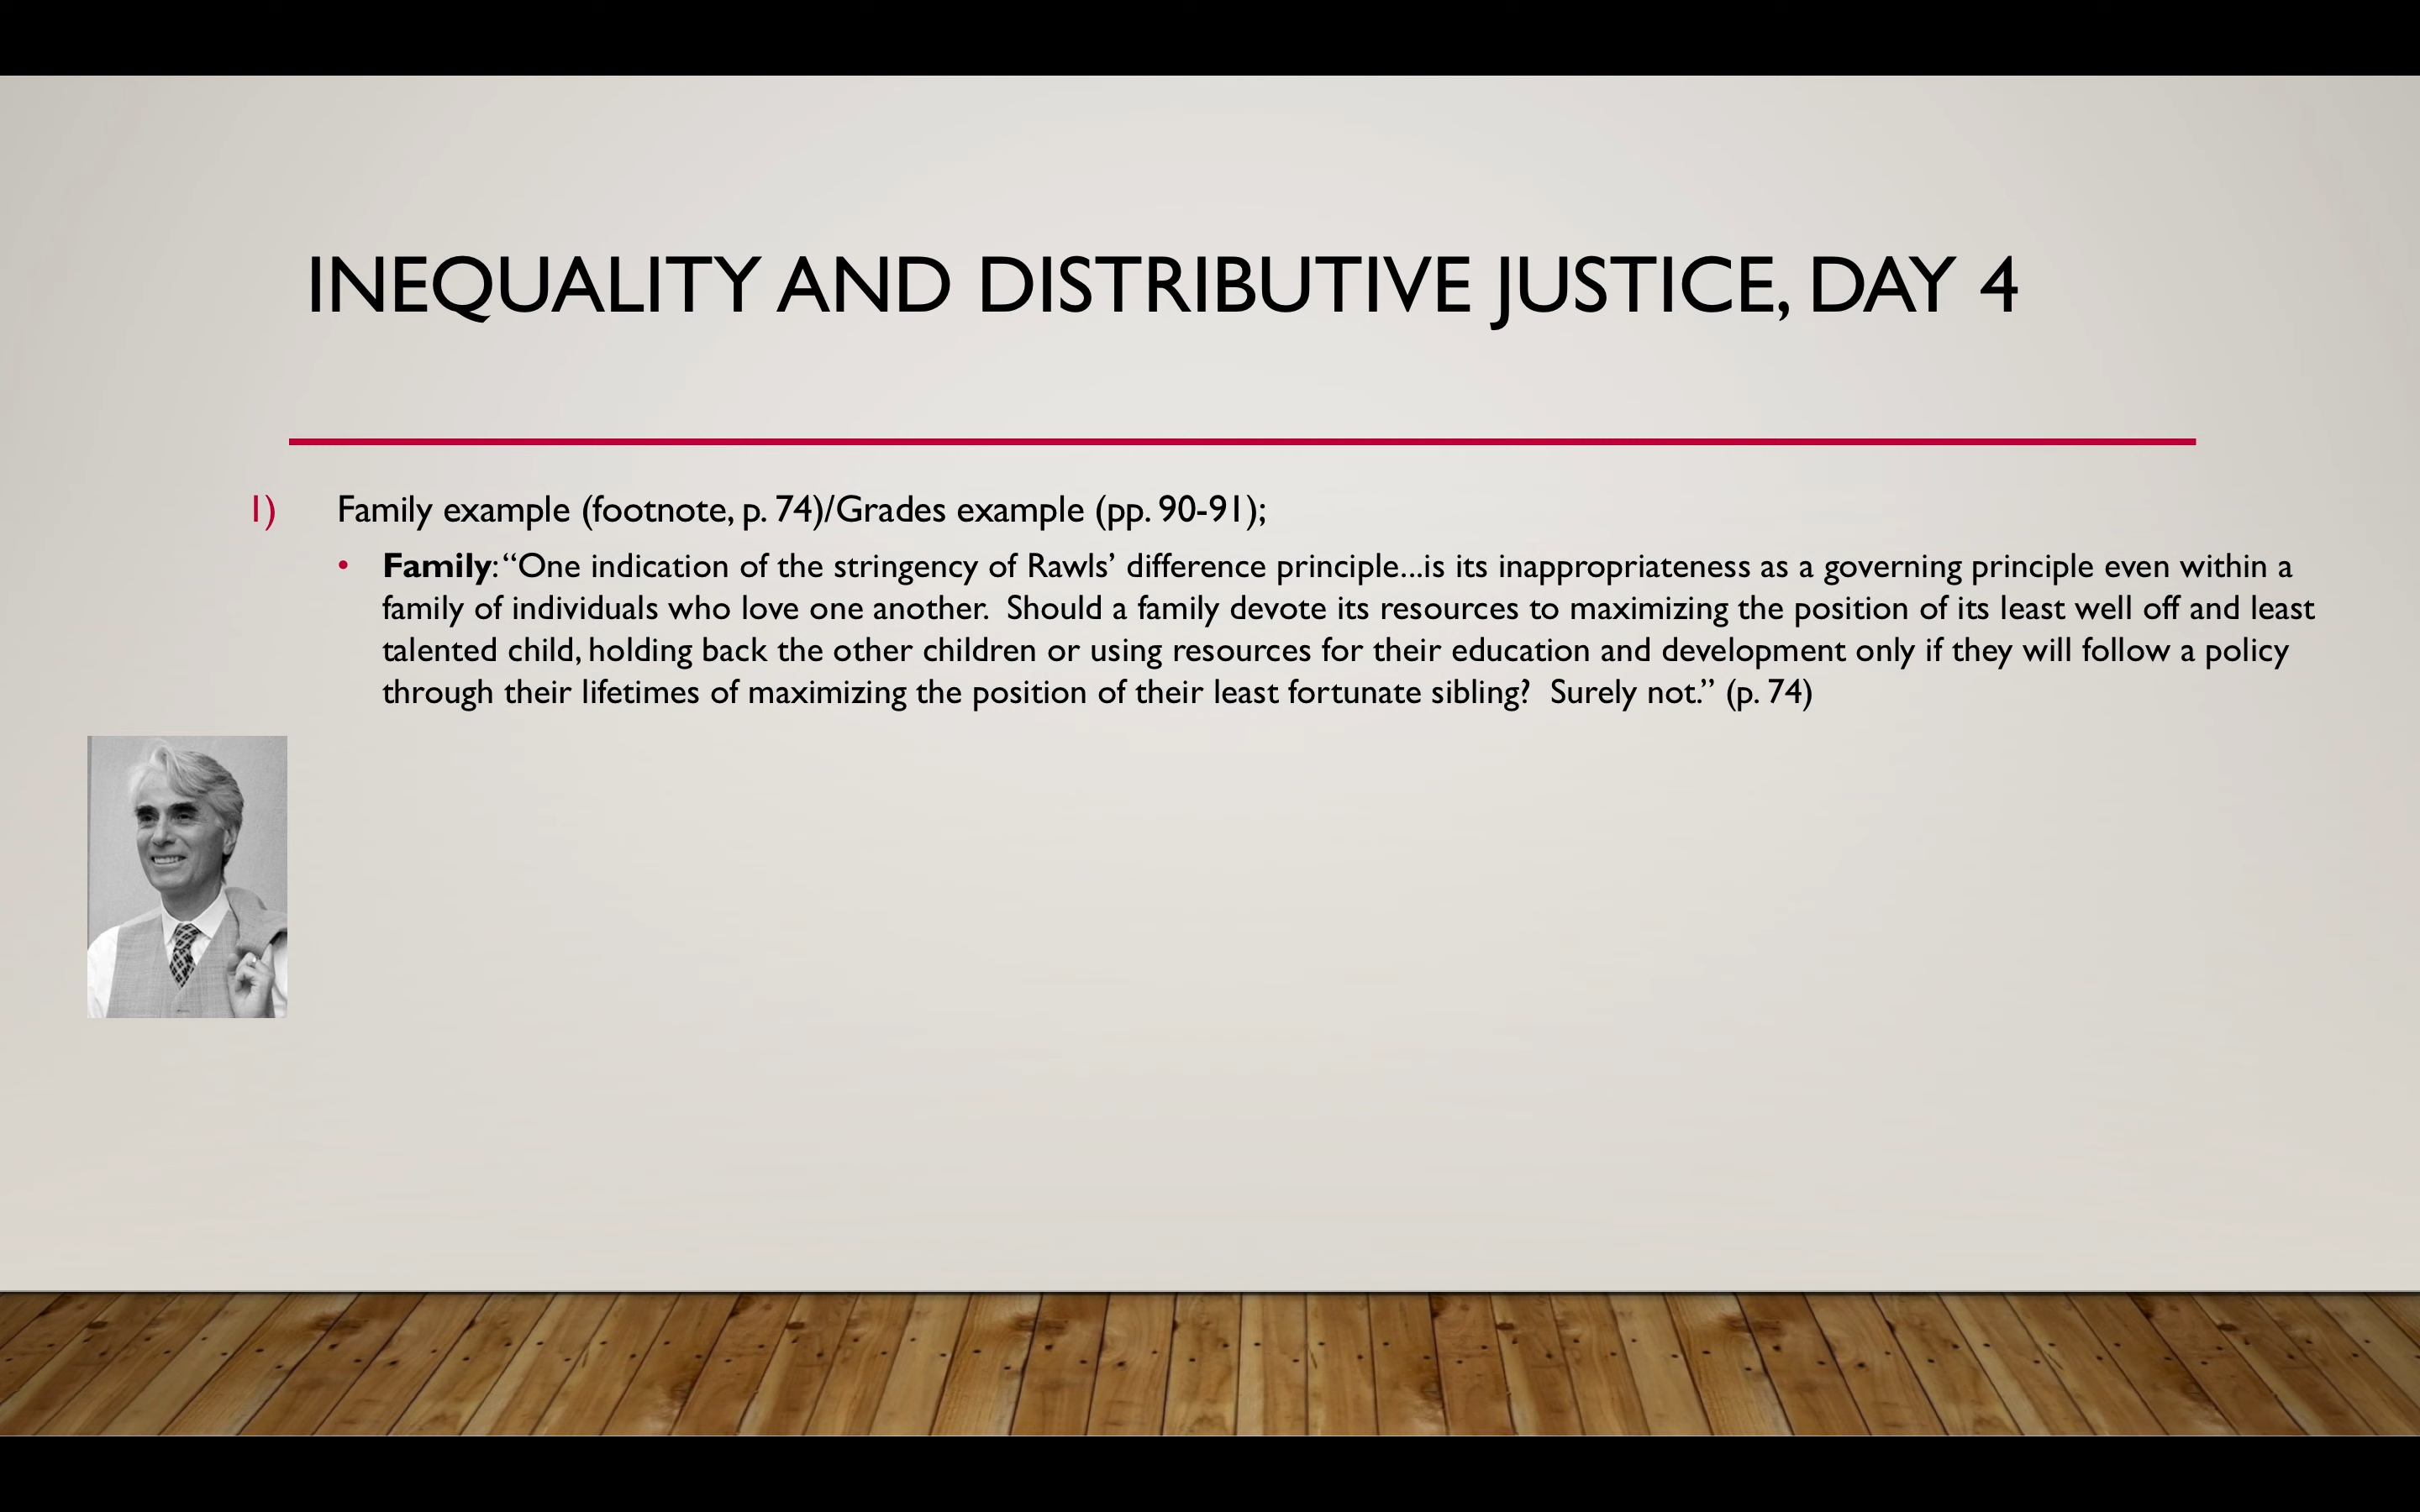 INEQUALITY AND DISTRIBUTIVE JUSTICE, DAY 4
1) Family example (footnote, p. 74)/Grades example (pp. 90-91);
• Family: “One indication of the stringency of Rawls’ difference principle...is its inappropriateness as a governing principle even within a
family of individuals who love one another.  Should a family devote its resources to maximizing the position of its least well off and least
talented child, holding back the other children or using resources for their education and development only if they will follow a policy
through their lifetimes of maximizing the position of their least fortunate sibling?  Surely not.” (p. 74)